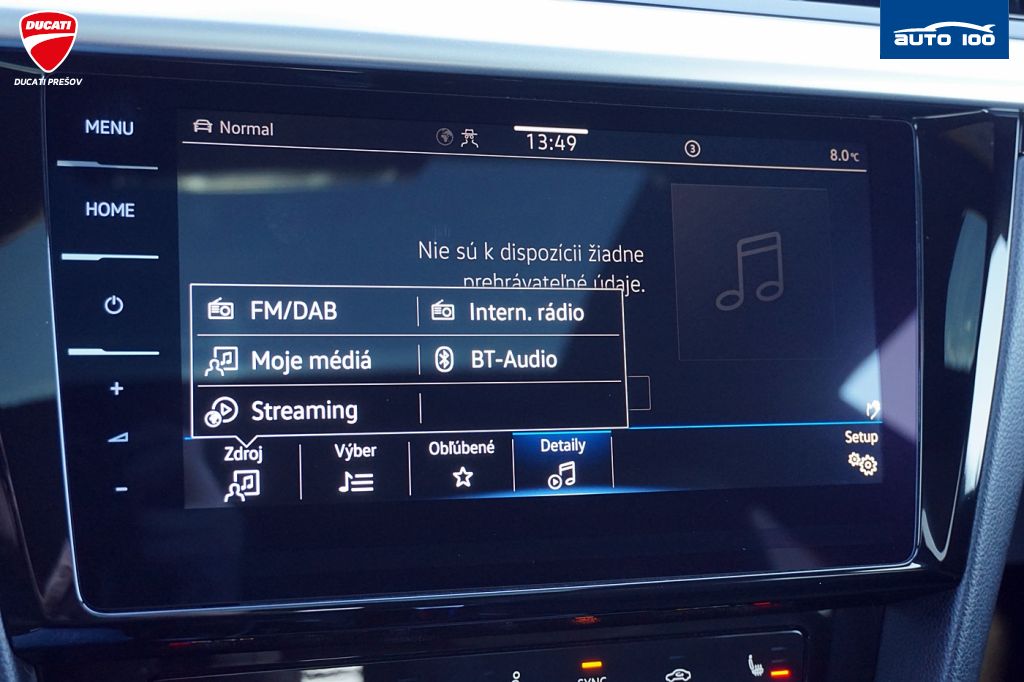 DUCATI
DUCATI PREŠOV
AUTO 100
MENU
HOME
Normal
13:49
3
8.0°C
Nie sú k dispozícii žiadne
prehrávateľné údaje.
FM/DAB
Intern. rádio
Moje médiá
BT-Audio
Streaming
Zdroj
Výber
Obľúbené
Detaily
Setup
SYNC